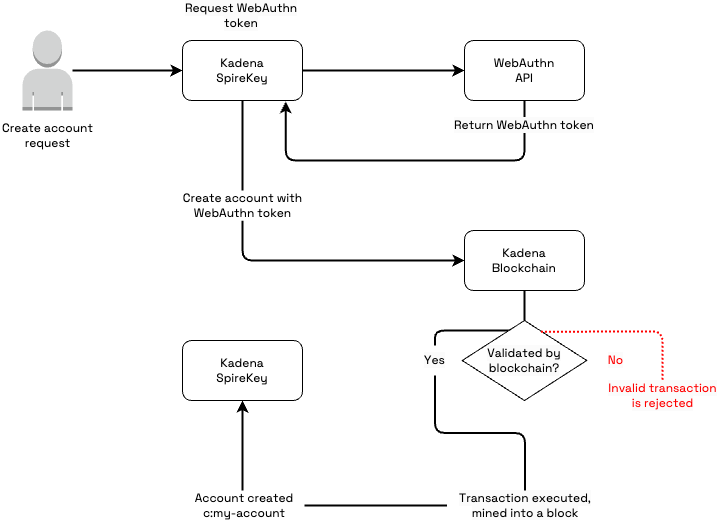 Request WebAuthn
token
Kadena
SpireKey
WebAuthn
API
Create account
request
Return WebAuthn token
Create account with
WebAuthn token
Kadena
Blockchain
Validated by
blockchain?
Yes
No
Invalid transaction
is rejected
Kadena
SpireKey
Account created
c:my-account
Transaction executed,
mined into a block